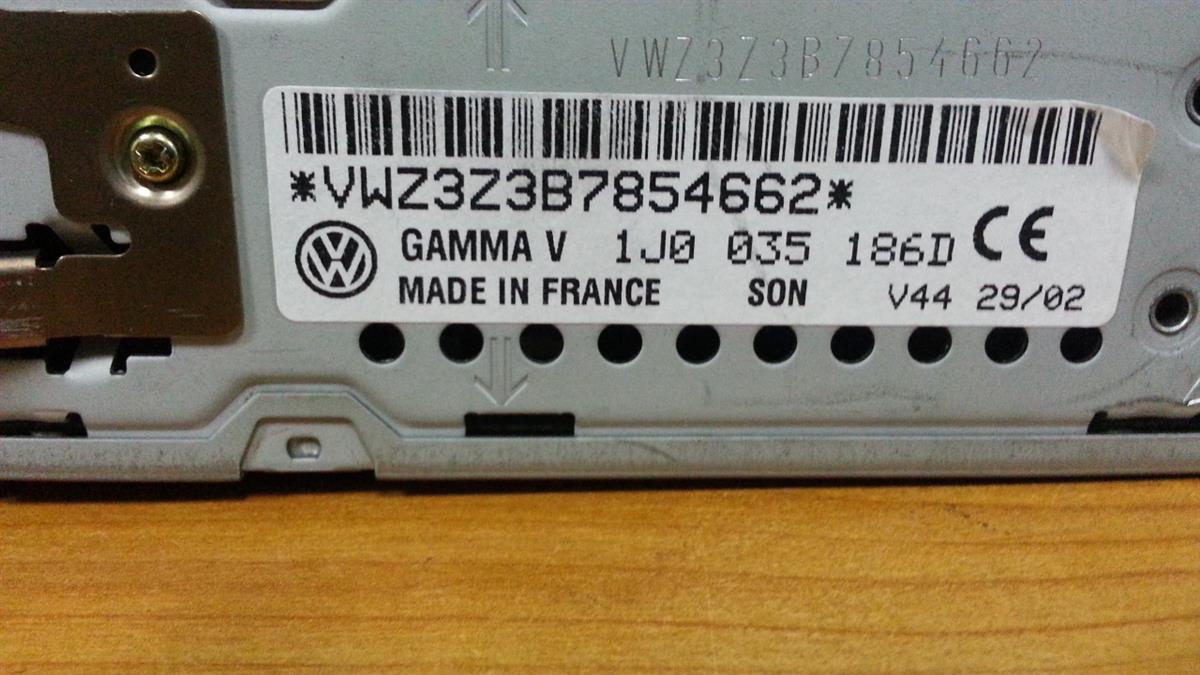 VWZ3Z3B7854662
*VWZ3Z3B7854662*
GAMMA V 1J0 035 186D CE
MADE IN FRANCE SON V44 29/02